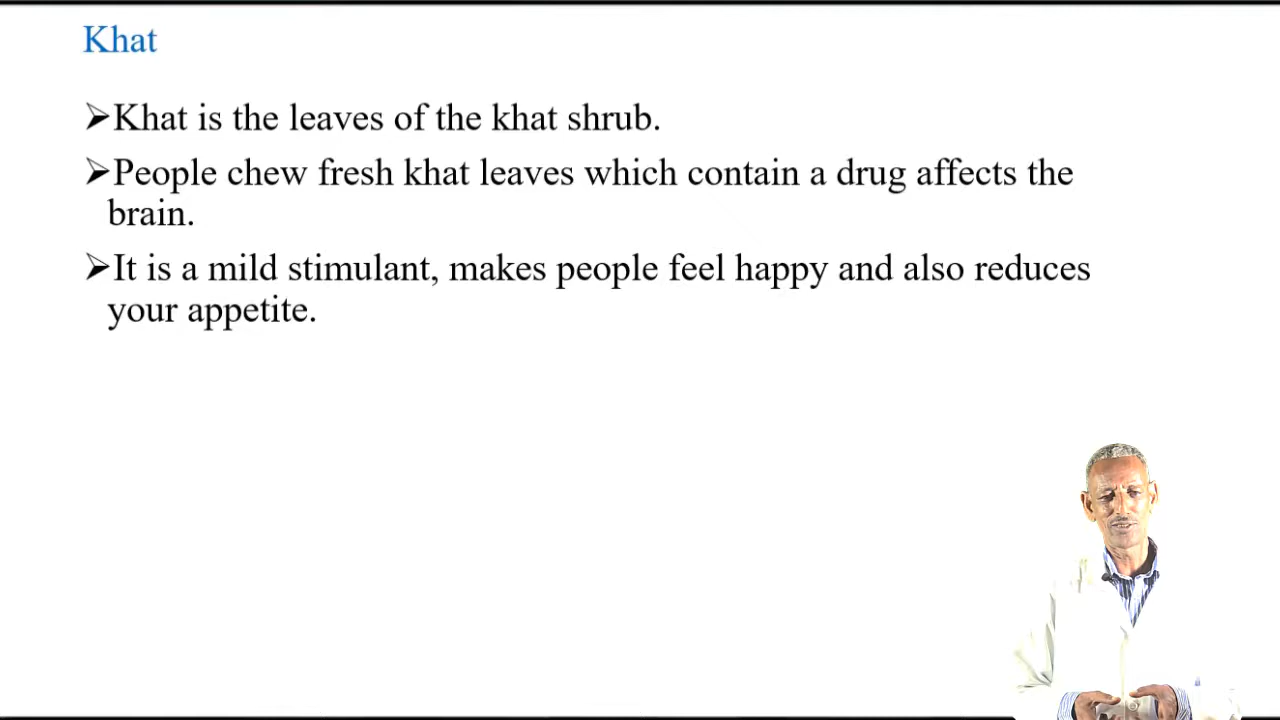 Khat
➢Khat is the leaves of the khat shrub.
➢People chew fresh khat leaves which contain a drug affects the
brain.
➢It is a mild stimulant, makes people feel happy and also reduces
your appetite.